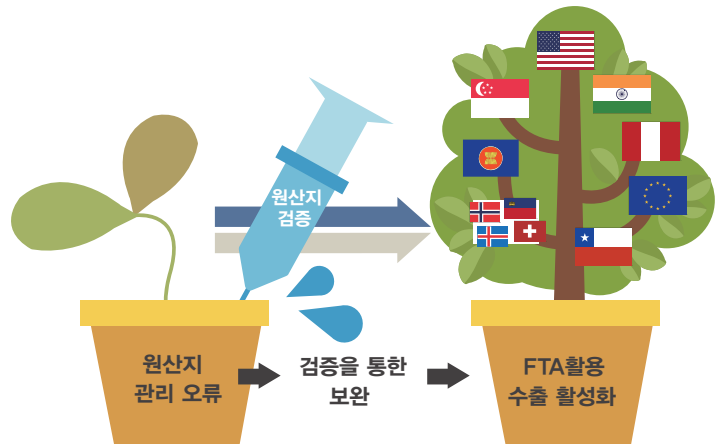 원산지
검증
원산지
관리 오류
검증을 통한
보완
FTA활용
수출 활성화